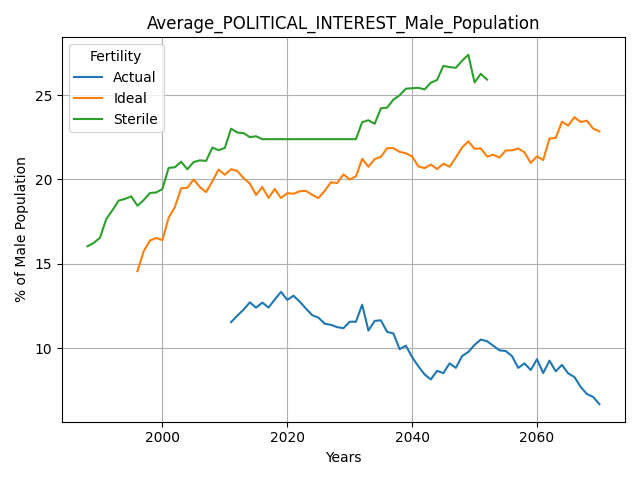 Average_POLITICAL_INTEREST_Male_Population
Fertility
Actual
Ideal
Sterile
% of Male Population
25
20
15
10
2000 2020 2040 2060
Years